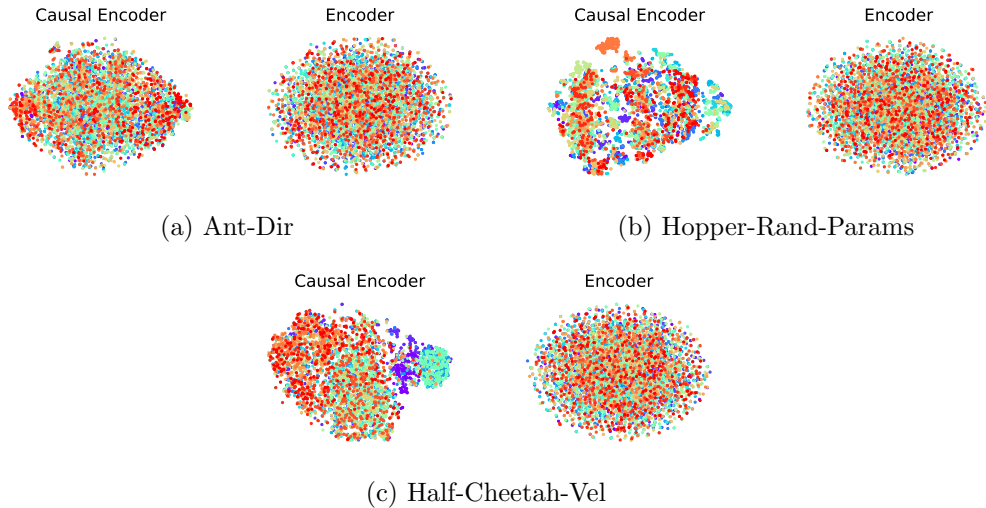 Causal Encoder
Encoder
Causal Encoder
Encoder
(a) Ant-Dir
(b) Hopper-Rand-Params
Causal Encoder
Encoder
(c) Half-Cheetah-Vel